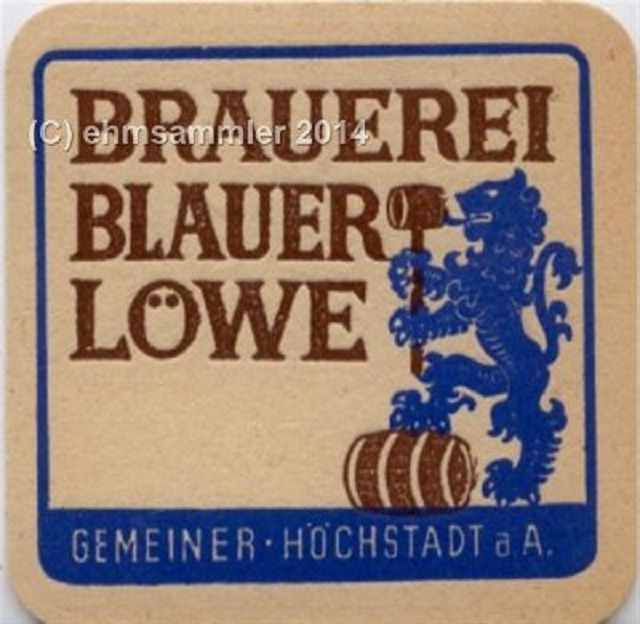 BRAUEREI
(C) ehmsammler 2014
BLAUER
LÖWE
GEMEINER · HÖCHSTADT a A.